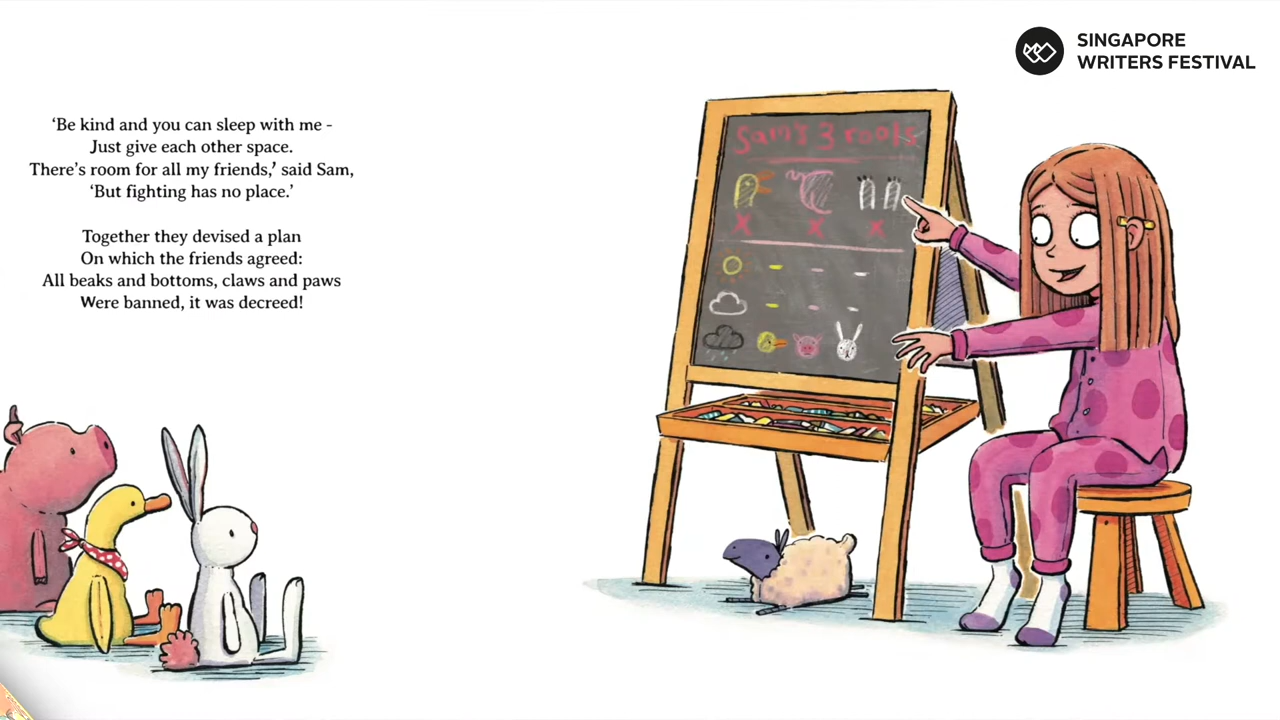 SINGAPORE
WRITERS FESTIVAL
‘Be kind and you can sleep with me -
Just give each other space.
There’s room for all my friends,’ said Sam,
‘But fighting has no place.’
Together they devised a plan
On which the friends agreed:
All beaks and bottoms, claws and paws
Were banned, it was decreed!
Sam's 3 rools